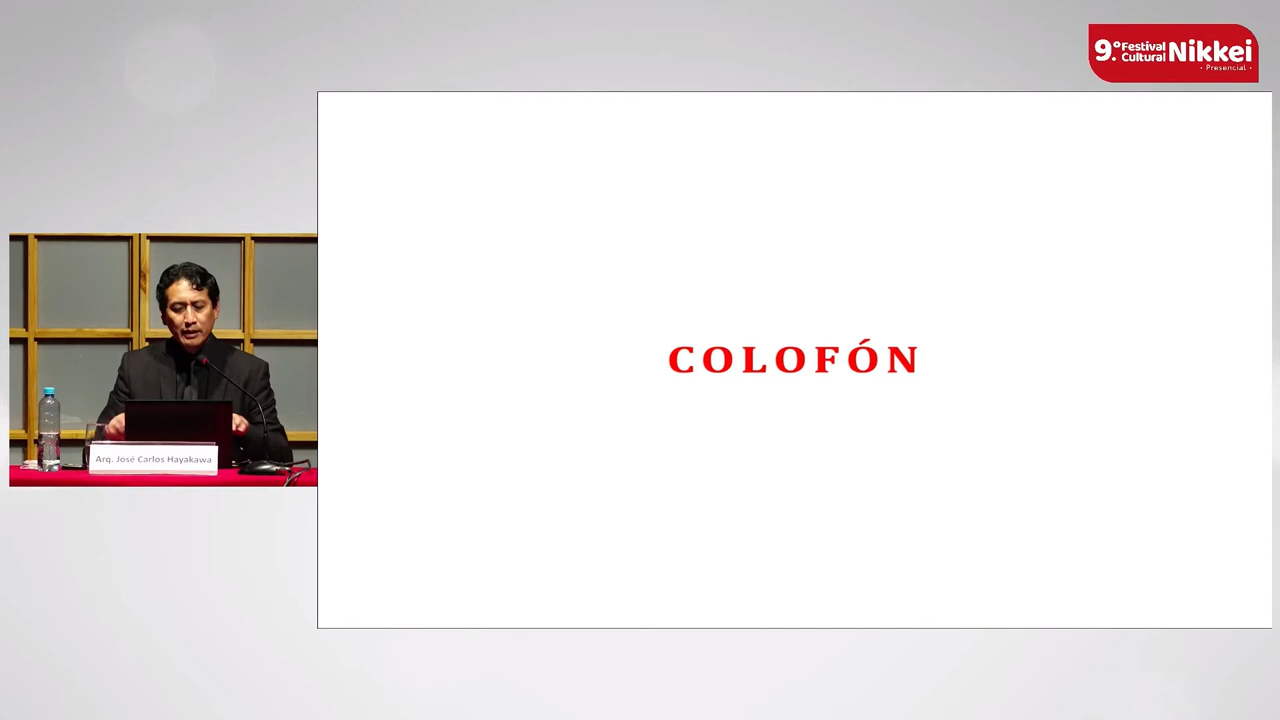 9.º Festival Cultural Nikkei
· Presencial ·
COLOFÓN
Arq. José Carlos Hayakawa